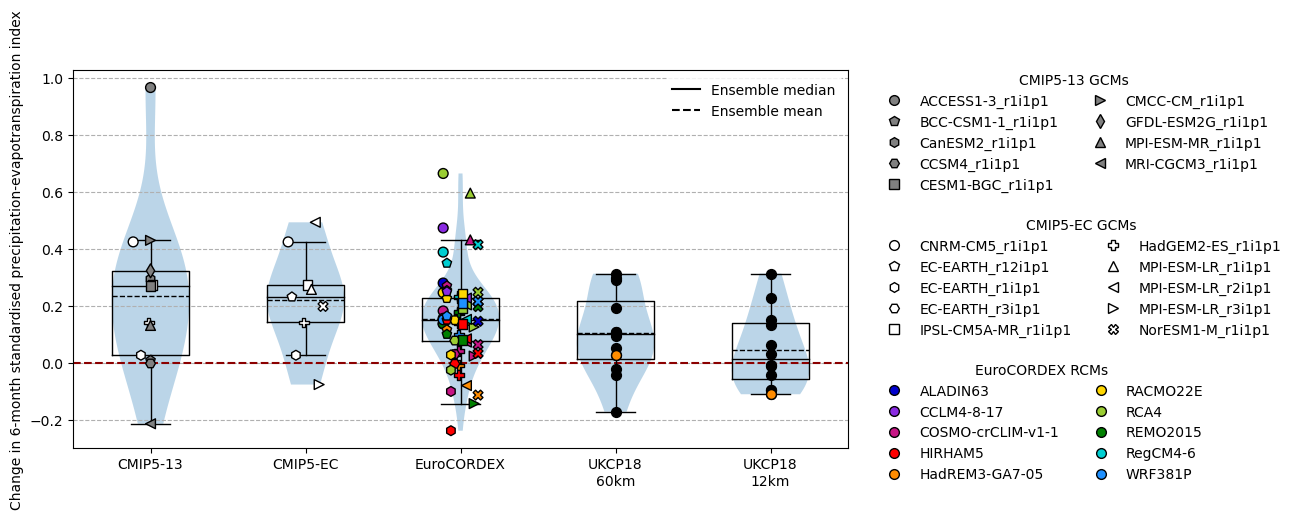 Change in 6-month standardised precipitation-evapotranspiration index
1.0
0.8
0.6
0.4
0.2
0.0
−0.2
Ensemble median
Ensemble mean
CMIP5-13
CMIP5-EC
EuroCORDEX
UKCP18
60km
UKCP18
12km
CMIP5-13 GCMs
ACCESS1-3_r1i1p1
BCC-CSM1-1_r1i1p1
CanESM2_r1i1p1
CCSM4_r1i1p1
CESM1-BGC_r1i1p1
CMCC-CM_r1i1p1
GFDL-ESM2G_r1i1p1
MPI-ESM-MR_r1i1p1
MRI-CGCM3_r1i1p1
CMIP5-EC GCMs
CNRM-CM5_r1i1p1
EC-EARTH_r12i1p1
EC-EARTH_r1i1p1
EC-EARTH_r3i1p1
IPSL-CM5A-MR_r1i1p1
HadGEM2-ES_r1i1p1
MPI-ESM-LR_r1i1p1
MPI-ESM-LR_r2i1p1
MPI-ESM-LR_r3i1p1
NorESM1-M_r1i1p1
EuroCORDEX RCMs
ALADIN63
CCLM4-8-17
COSMO-crCLIM-v1-1
HIRHAM5
HadREM3-GA7-05
RACMO22E
RCA4
REMO2015
RegCM4-6
WRF381P